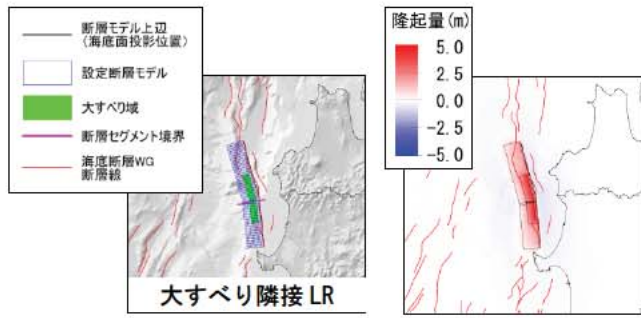 断層モデル上辺
(海底面投影位置)
設定断層モデル
大すべり域
断層セグメント境界
海底断層WG
断層線
大すべり隣接LR
隆起量(m)
5.0
2.5
0.0
-2.5
-5.0